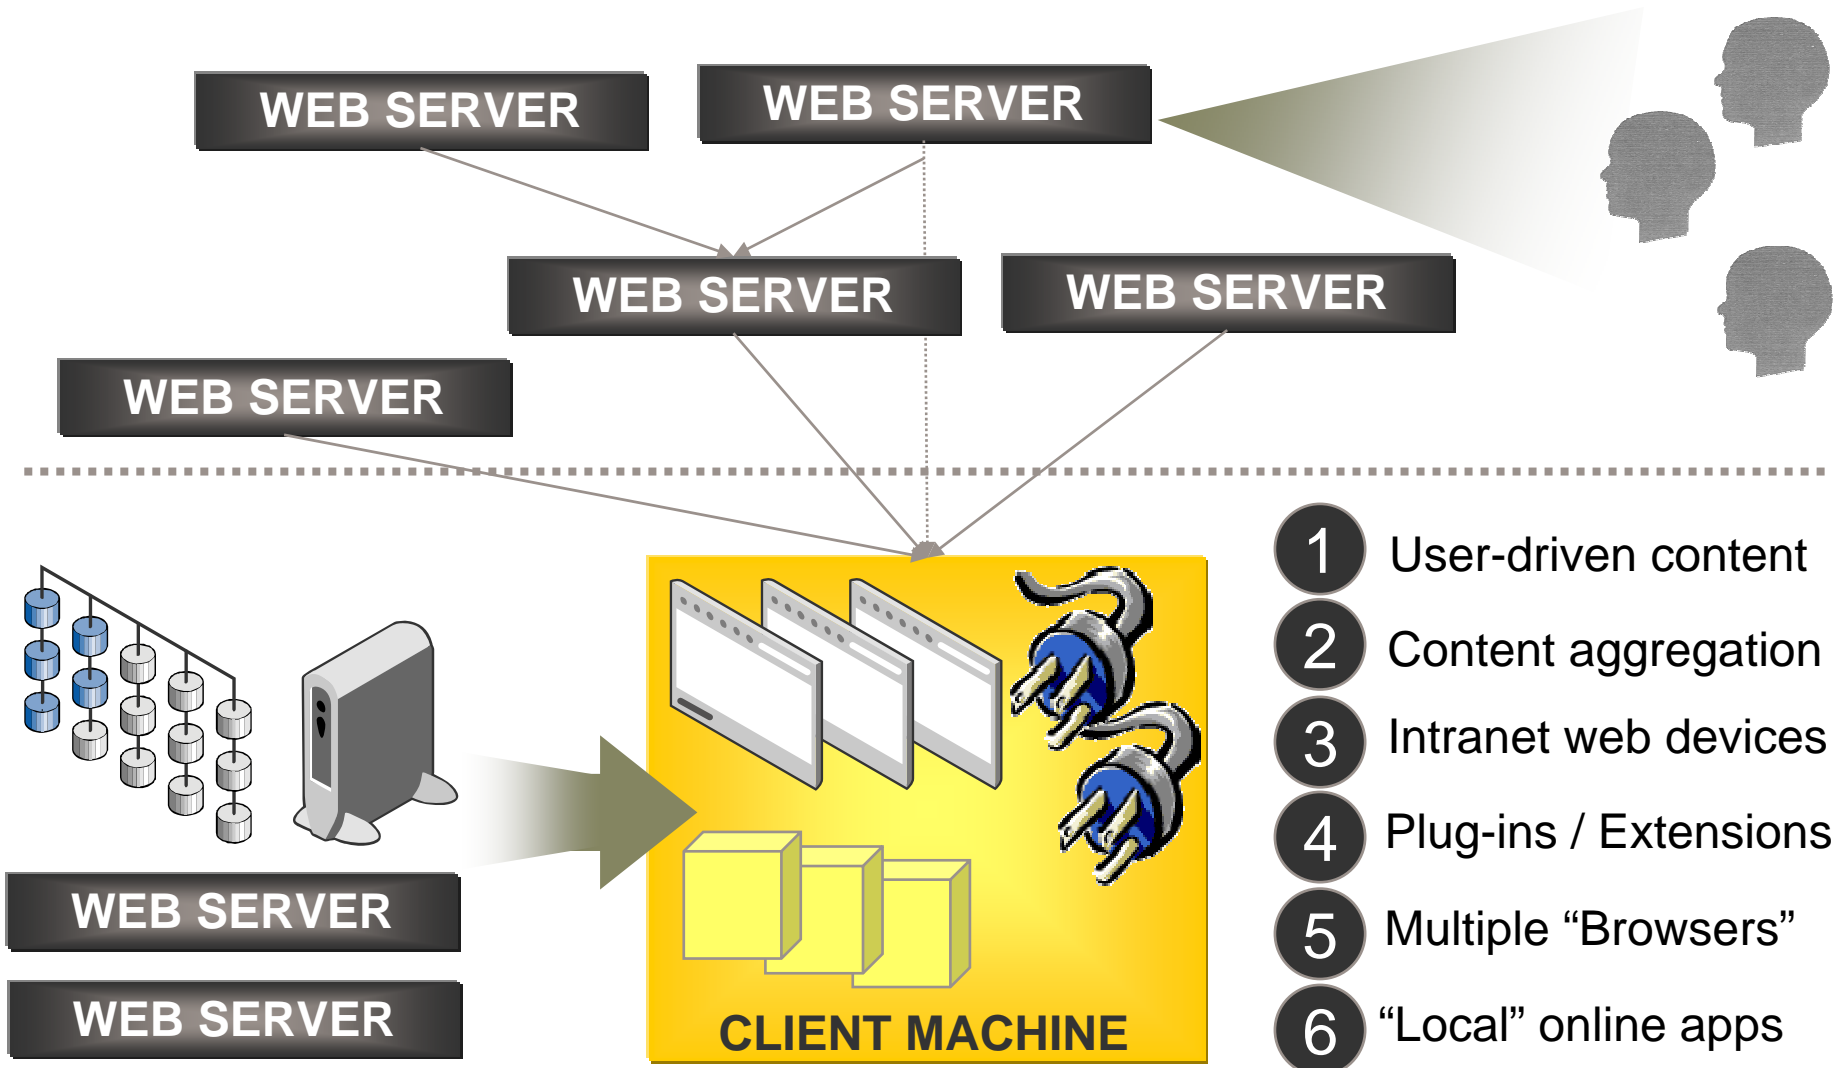 WEB SERVER
WEB SERVER
WEB SERVER
WEB SERVER
WEB SERVER
1 User-driven content
2 Content aggregation
3 Intranet web devices
4 Plug-ins / Extensions
5 Multiple “Browsers”
6 “Local” online apps
WEB SERVER
WEB SERVER
CLIENT MACHINE